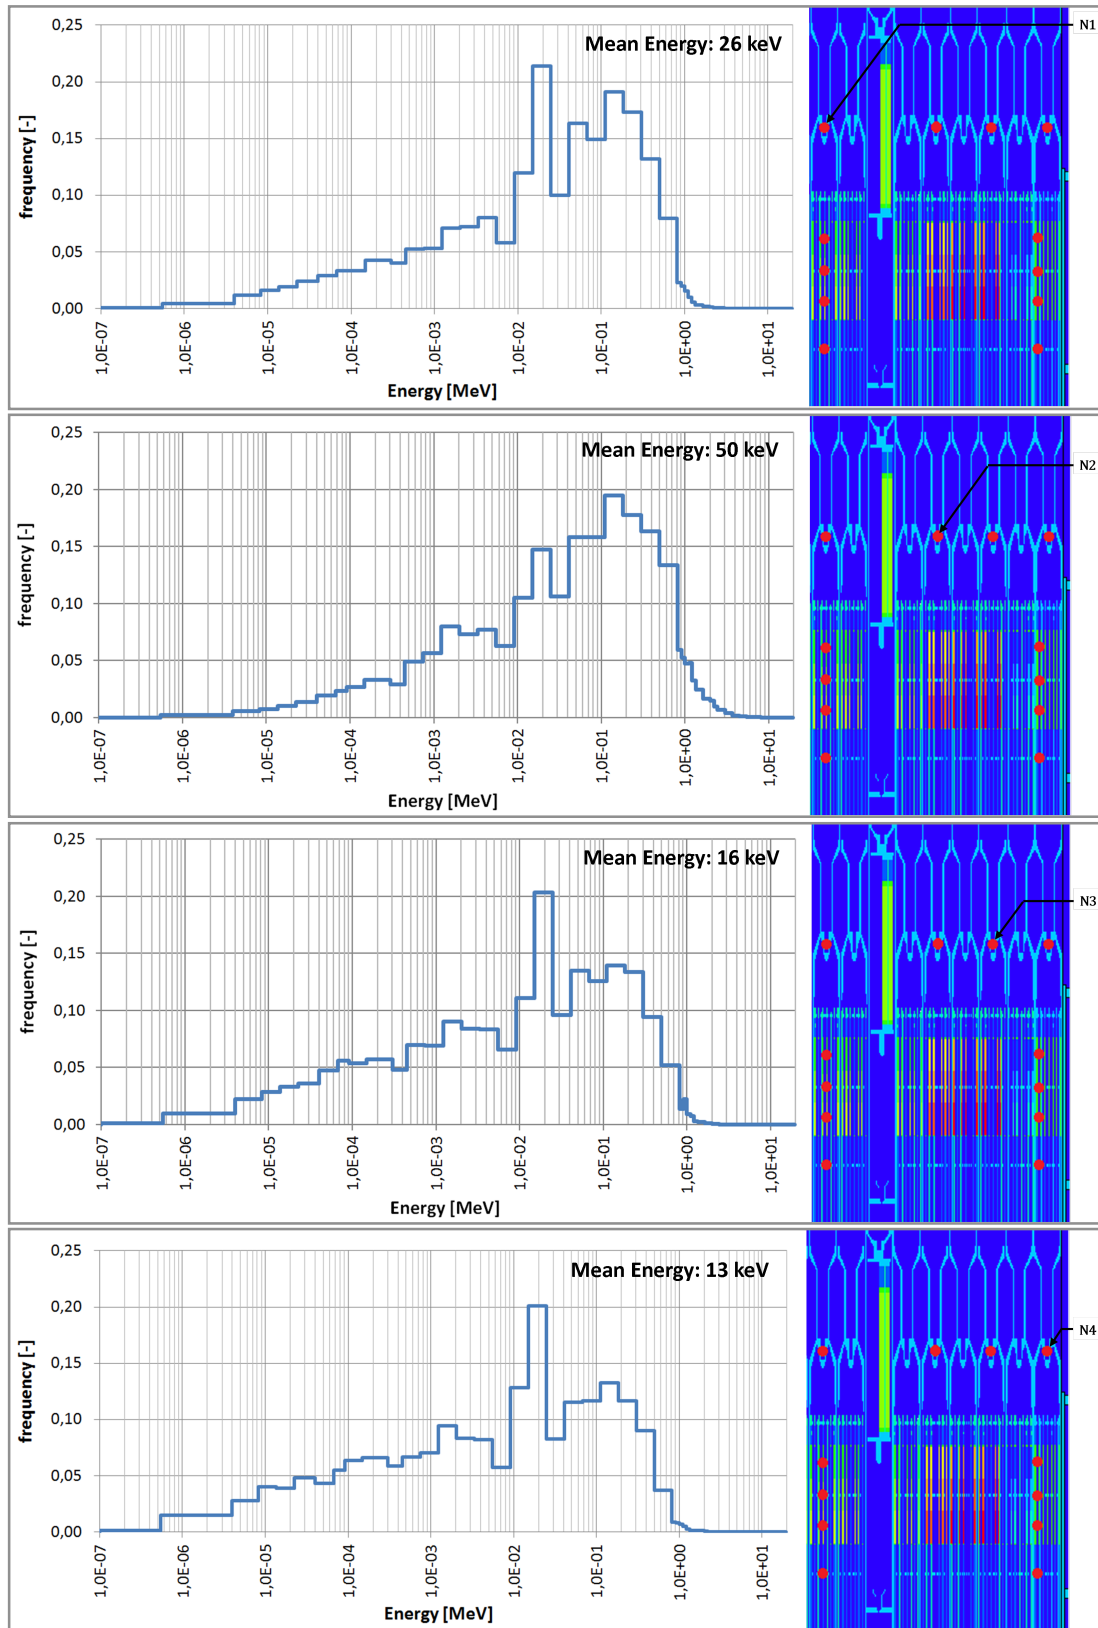 0,25
Mean Energy: 26 keV
N1
0,20
0,15
0,10
0,05
0,00
frequency [-]
1,0E-07
1,0E-06
1,0E-05
1,0E-04
1,0E-03
1,0E-02
1,0E-01
1,0E+00
1,0E+01
Energy [MeV]
0,25
Mean Energy: 50 keV
N2
0,20
0,15
0,10
0,05
0,00
frequency [-]
1,0E-07
1,0E-06
1,0E-05
1,0E-04
1,0E-03
1,0E-02
1,0E-01
1,0E+00
1,0E+01
Energy [MeV]
0,25
Mean Energy: 16 keV
N3
0,20
0,15
0,10
0,05
0,00
frequency [-]
1,0E-07
1,0E-06
1,0E-05
1,0E-04
1,0E-03
1,0E-02
1,0E-01
1,0E+00
1,0E+01
Energy [MeV]
0,25
Mean Energy: 13 keV
N4
0,20
0,15
0,10
0,05
0,00
frequency [-]
1,0E-07
1,0E-06
1,0E-05
1,0E-04
1,0E-03
1,0E-02
1,0E-01
1,0E+00
1,0E+01
Energy [MeV]